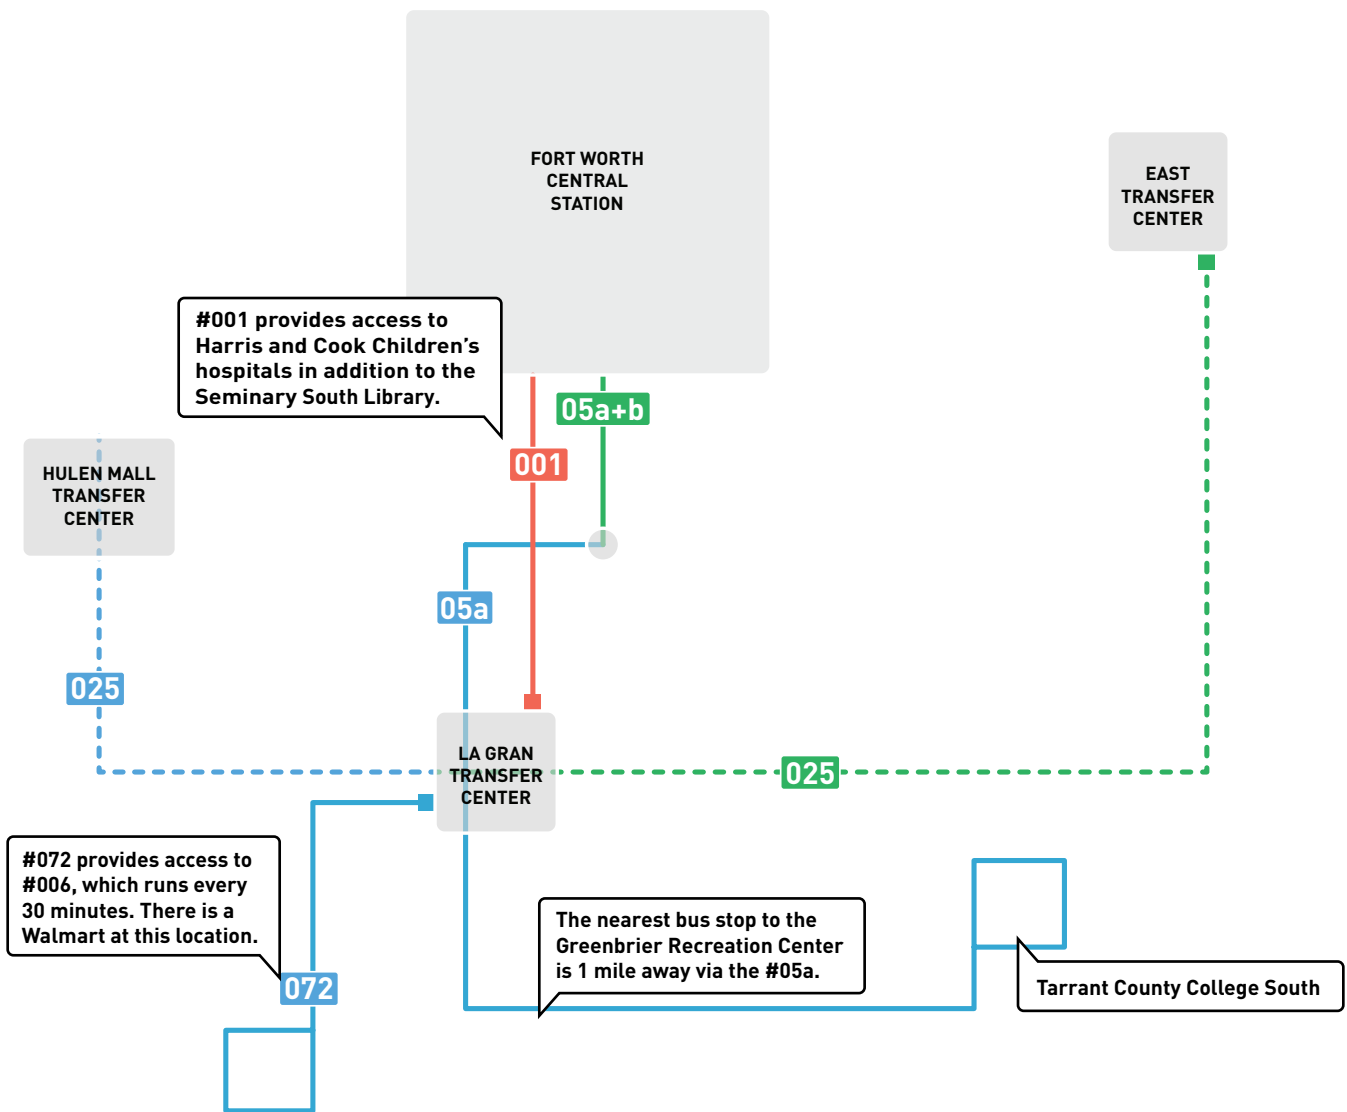 FORT WORTH
CENTRAL
STATION
EAST
TRANSFER
CENTER
#001 provides access to
Harris and Cook Children's
hospitals in addition to the
Seminary South Library.
05a+b
001
HULEN MALL
TRANSFER
CENTER
05a
025
LA GRAN
TRANSFER
CENTER
025
#072 provides access to
#006, which runs every
30 minutes. There is a
Walmart at this location.
072
The nearest bus stop to the
Greenbrier Recreation Center
is 1 mile away via the #05a.
Tarrant County College South